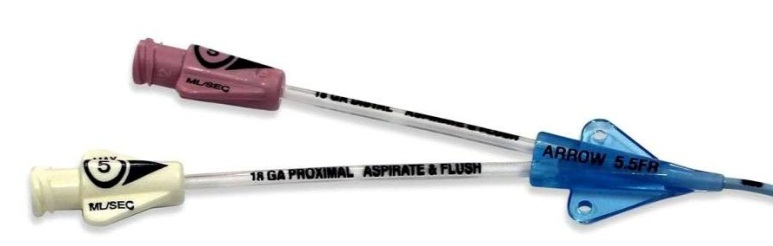 5
ML/SEC
18 GA DISTAL ASPIRATE & FLUSH
5
ML/SEC
18 GA PROXIMAL ASPIRATE & FLUSH
ARROW 5.5FR